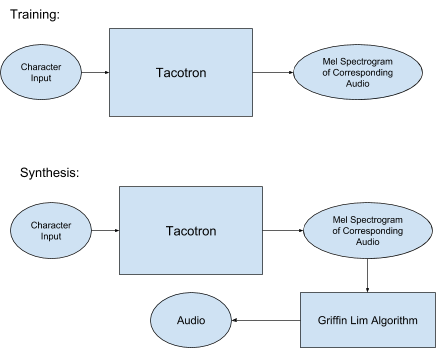 Training:
Character
Input
Tacotron
Mel Spectrogram
of Corresponding
Audio
Synthesis:
Character
Input
Tacotron
Mel Spectrogram
of Corresponding
Audio
Audio
Griffin Lim Algorithm